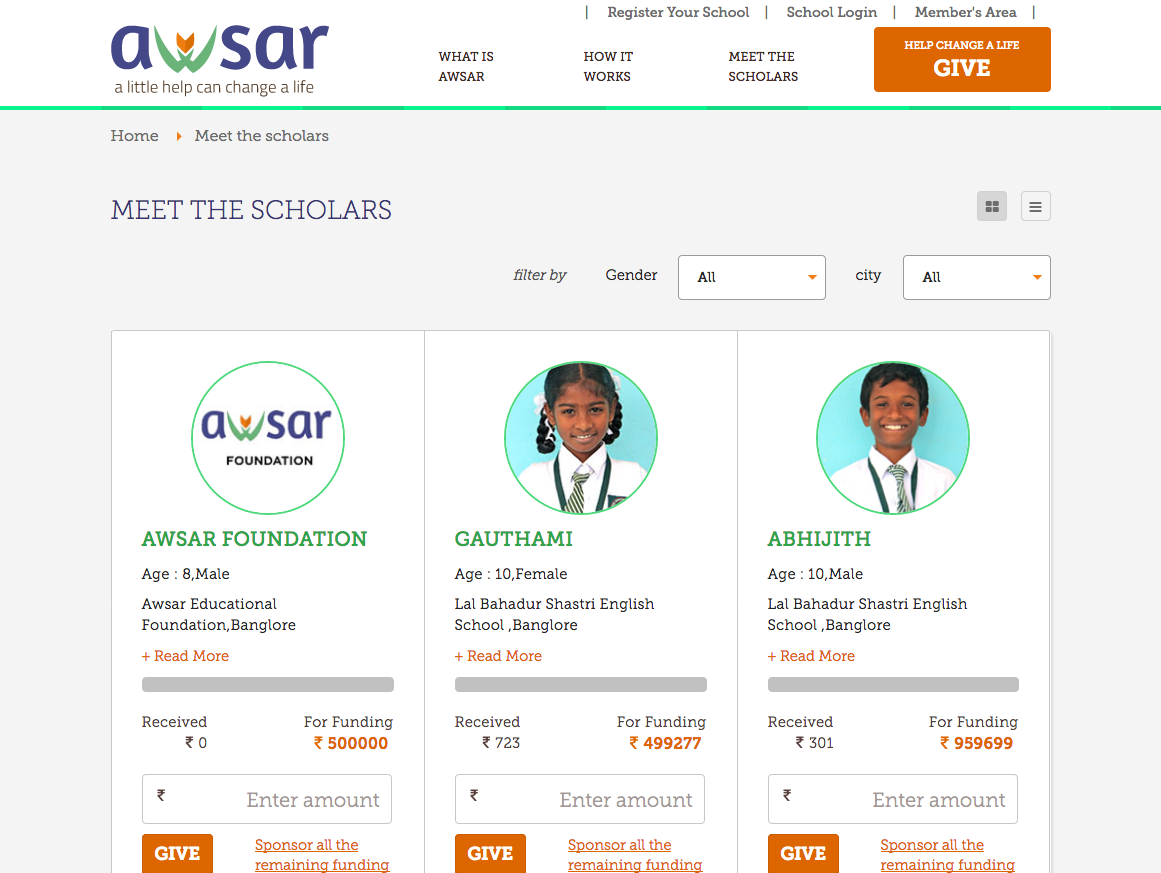 | Register Your School | School Login | Member's Area |
awsar
a little help can change a life
WHAT IS
AWSAR
HOW IT
WORKS
MEET THE
SCHOLARS
HELP CHANGE A LIFE
GIVE
Home Meet the scholars
MEET THE SCHOLARS
filter by Gender All city All
awsar
FOUNDATION
AWSAR FOUNDATION
Age : 8,Male
Awsar Educational
Foundation,Banglore
+ Read More
Received For Funding
₹ 0 ₹ 500000
₹ Enter amount
GIVE
Sponsor all the
remaining funding
GAUTHAMI
Age : 10,Female
Lal Bahadur Shastri English
School ,Banglore
+ Read More
Received For Funding
₹ 723 ₹ 499277
₹ Enter amount
GIVE
Sponsor all the
remaining funding
ABHIJITH
Age : 10,Male
Lal Bahadur Shastri English
School ,Banglore
+ Read More
Received For Funding
₹ 301 ₹ 959699
₹ Enter amount
GIVE
Sponsor all the
remaining funding